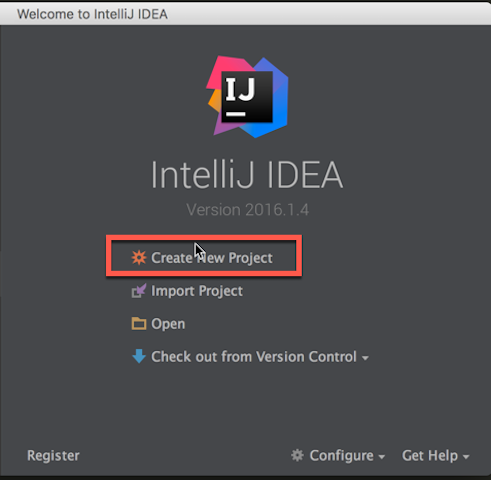 Welcome to IntelliJ IDEA
IJ
IntelliJ IDEA
Version 2016.1.4
Create New Project
Import Project
Open
Check out from Version Control
Register
Configure
Get Help